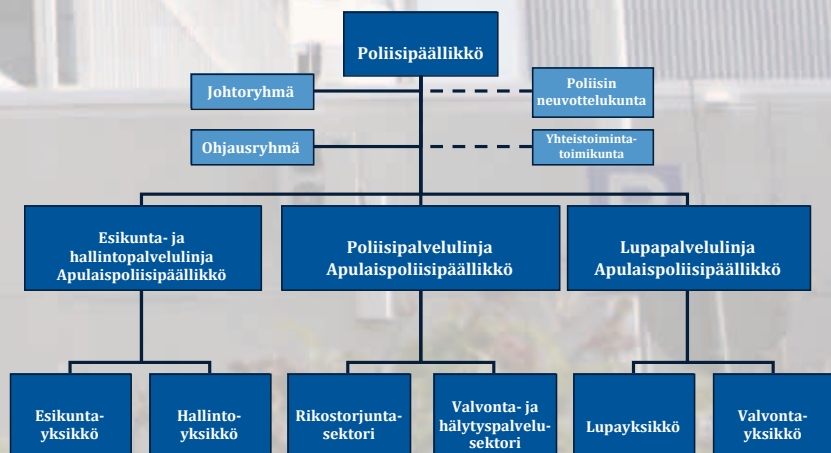 Poliisipäällikkö
Johtoryhmä
Poliisin
neuvottelukunta
Ohjausryhmä
Yhteistoiminta-
toimikunta
Esikunta- ja
hallintopalvelulinja
Apulaispoliisipäällikkö
Poliisipalvelulinja
Apulaispoliisipäällikkö
Lupapalvelulinja
Apulaispoliisipäällikkö
Esikunta-
yksikkö
Hallinto-
yksikkö
Rikostorjunta-
sektori
Valvonta- ja
hälytyspalvelu-
sektori
Lupayksikkö
Valvonta-
yksikkö